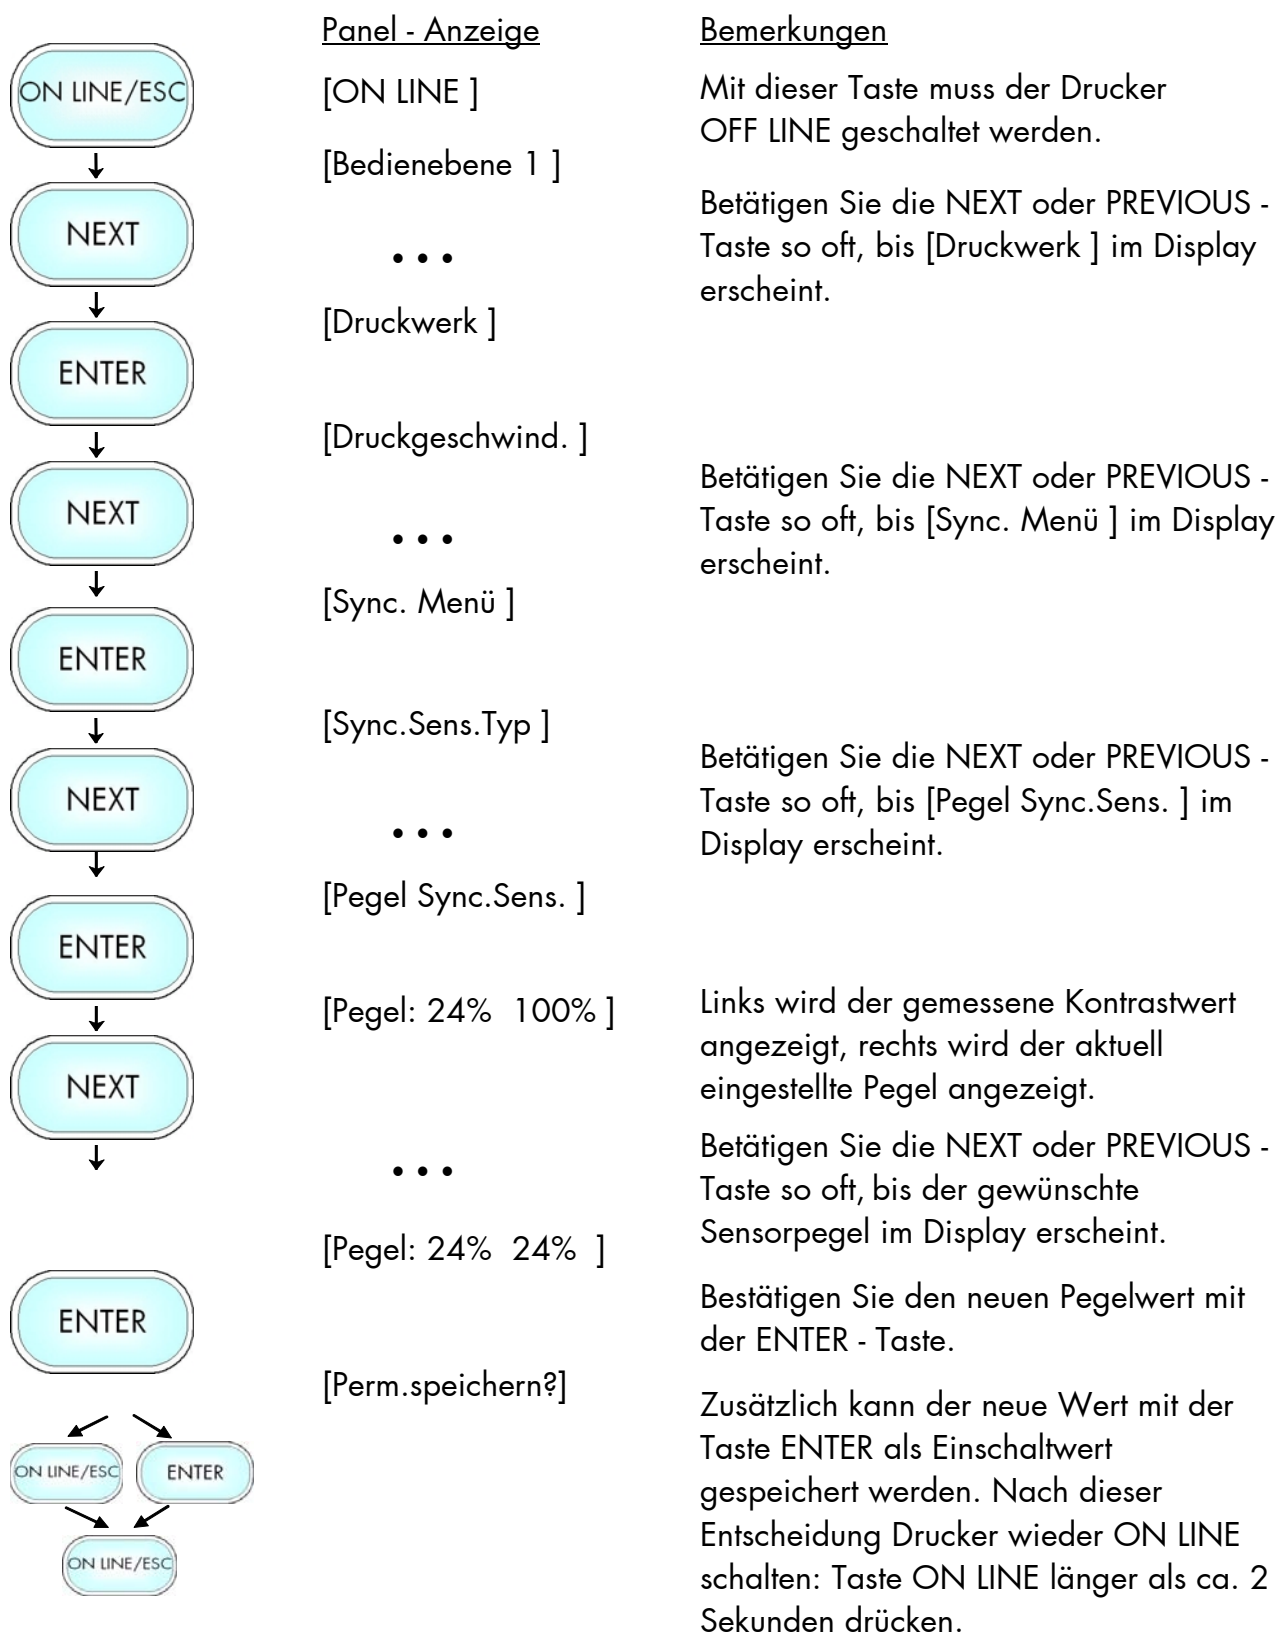 Panel - Anzeige
Bemerkungen
ON LINE/ESC
[ON LINE ]
Mit dieser Taste muss der Drucker
OFF LINE geschaltet werden.
[Bedienebene 1 ]
NEXT
Betätigen Sie die NEXT oder PREVIOUS -
Taste so oft, bis [Druckwerk ] im Display
erscheint.
• • •
[Druckwerk ]
ENTER
[Druckgeschwind. ]
NEXT
Betätigen Sie die NEXT oder PREVIOUS -
Taste so oft, bis [Sync. Menü ] im Display
erscheint.
• • •
[Sync. Menü ]
ENTER
[Sync.Sens.Typ ]
NEXT
Betätigen Sie die NEXT oder PREVIOUS -
Taste so oft, bis [Pegel Sync.Sens. ] im
Display erscheint.
• • •
[Pegel Sync.Sens. ]
ENTER
[Pegel: 24%  100% ]
Links wird der gemessene Kontrastwert
angezeigt, rechts wird der aktuell
eingestellte Pegel angezeigt.
NEXT
Betätigen Sie die NEXT oder PREVIOUS -
Taste so oft, bis der gewünschte
Sensorpegel im Display erscheint.
• • •
[Pegel: 24%  24%  ]
ENTER
Bestätigen Sie den neuen Pegelwert mit
der ENTER - Taste.
[Perm.speichern?]
Zusätzlich kann der neue Wert mit der
Taste ENTER als Einschaltwert
gespeichert werden. Nach dieser
Entscheidung Drucker wieder ON LINE
schalten: Taste ON LINE länger als ca. 2
Sekunden drücken.
ON LINE/ESC
ENTER
ON LINE/ESC